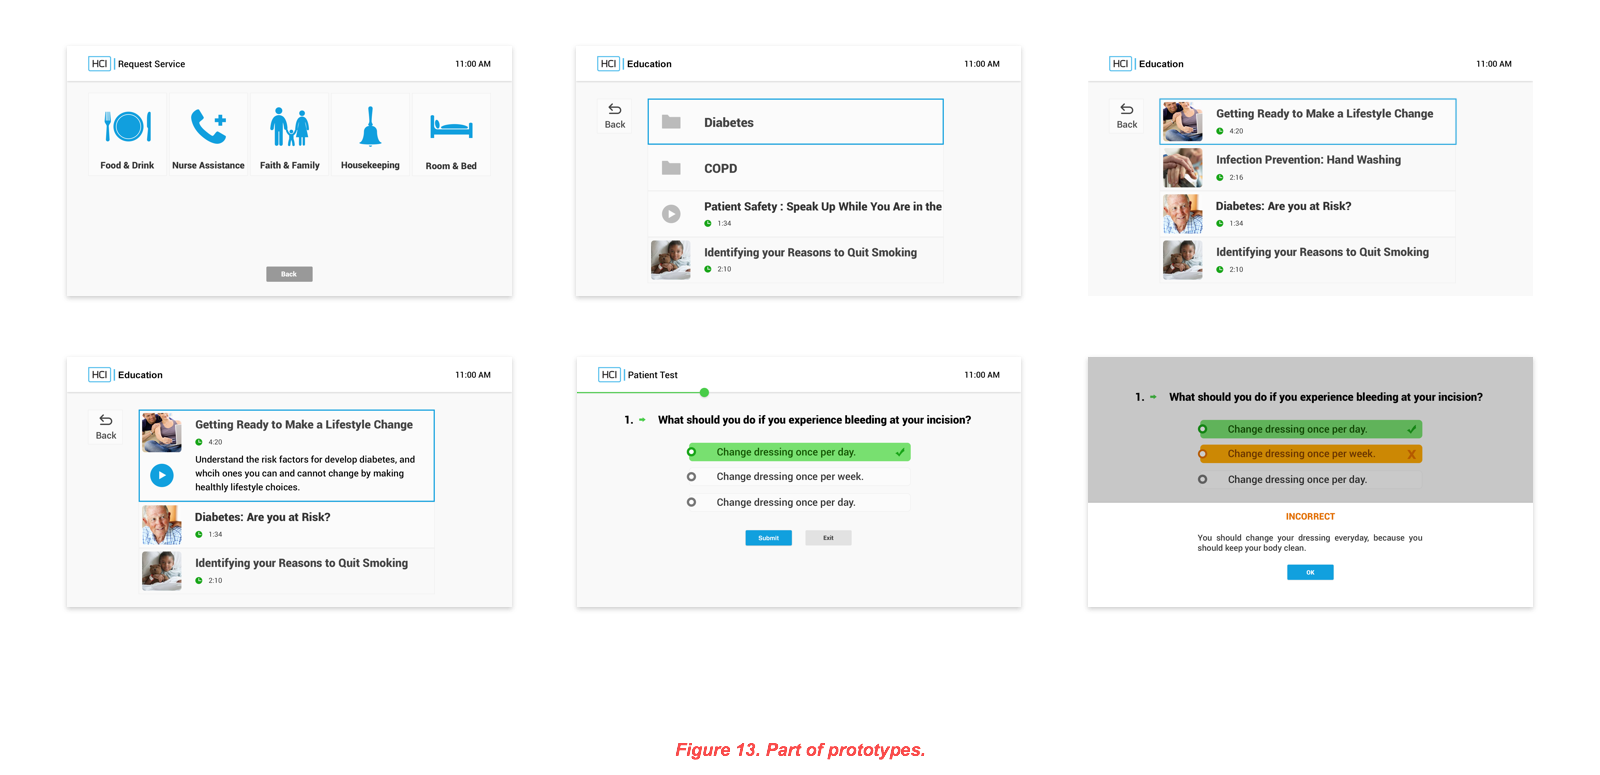 HCI | Request Service 11:00 AM
Food & Drink Nurse Assistance Faith & Family Housekeeping Room & Bed
Back
HCI | Education 11:00 AM
Back
Diabetes
COPD
Patient Safety : Speak Up While You Are in the
1:34
Identifying your Reasons to Quit Smoking
2:10
HCI | Education 11:00 AM
Back
Getting Ready to Make a Lifestyle Change
4:20
Infection Prevention: Hand Washing
2:16
Diabetes: Are you at Risk?
1:34
Identifying your Reasons to Quit Smoking
2:10
HCI | Education 11:00 AM
Back
Getting Ready to Make a Lifestyle Change
4:20
Understand the risk factors for develop diabetes, and
whcih ones you can and cannot change by making
healthly lifestyle choices.
Diabetes: Are you at Risk?
1:34
Identifying your Reasons to Quit Smoking
2:10
HCI | Patient Test 11:00 AM
1. What should you do if you experience bleeding at your incision?
Change dressing once per day.
Change dressing once per week.
Change dressing once per day.
Submit Exit
1. What should you do if you experience bleeding at your incision?
Change dressing once per day.
Change dressing once per week. X
Change dressing once per day.
INCORRECT
You should change your dressing everyday, because you
should keep your body clean.
OK
Figure 13. Part of prototypes.